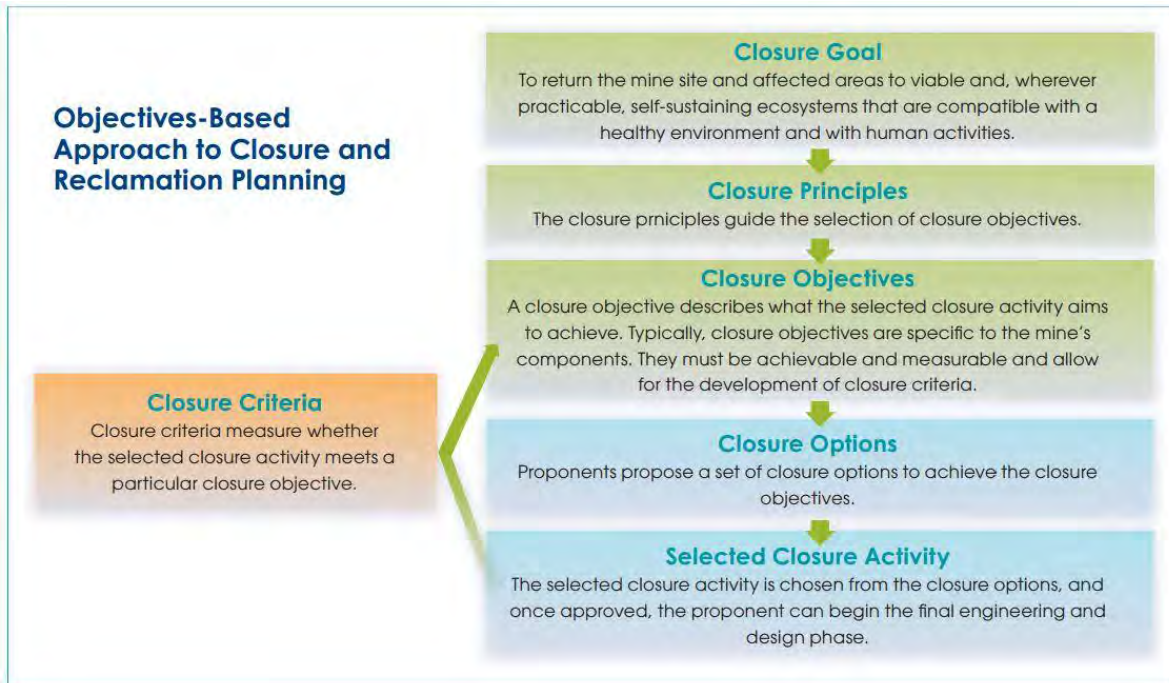 Objectives-Based
Approach to Closure and
Reclamation Planning
Closure Goal
To return the mine site and affected areas to viable and, wherever
practicable, self-sustaining ecosystems that are compatible with a
healthy environment and with human activities.
Closure Principles
The closure prniciples guide the selection of closure objectives.
Closure Objectives
A closure objective describes what the selected closure activity aims
to achieve. Typically, closure objectives are specific to the mine's
components. They must be achievable and measurable and allow
for the development of closure criteria.
Closure Criteria
Closure criteria measure whether
the selected closure activity meets a
particular closure objective.
Closure Options
Proponents propose a set of closure options to achieve the closure
objectives.
Selected Closure Activity
The selected closure activity is chosen from the closure options, and
once approved, the proponent can begin the final engineering and
design phase.